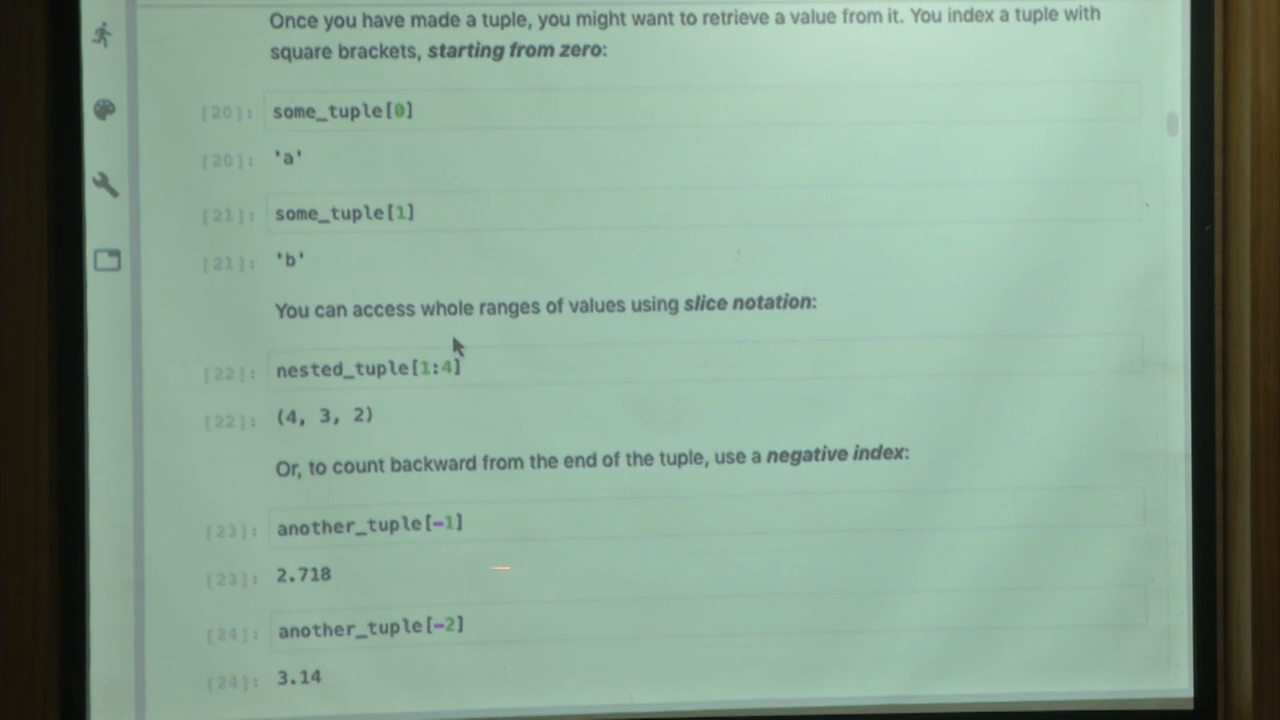 Once you have made a tuple, you might want to retrieve a value from it. You index a tuple with
square brackets, starting from zero:
[20]: some_tuple[0]
[20]: 'a'
[21]: some_tuple[1]
[21]: 'b'
You can access whole ranges of values using slice notation:
[22]: nested_tuple[1:4]
[22]: (4, 3, 2)
Or, to count backward from the end of the tuple, use a negative index:
[23]: another_tuple[-1]
[23]: 2.718
[24]: another_tuple[-2]
[24]: 3.14